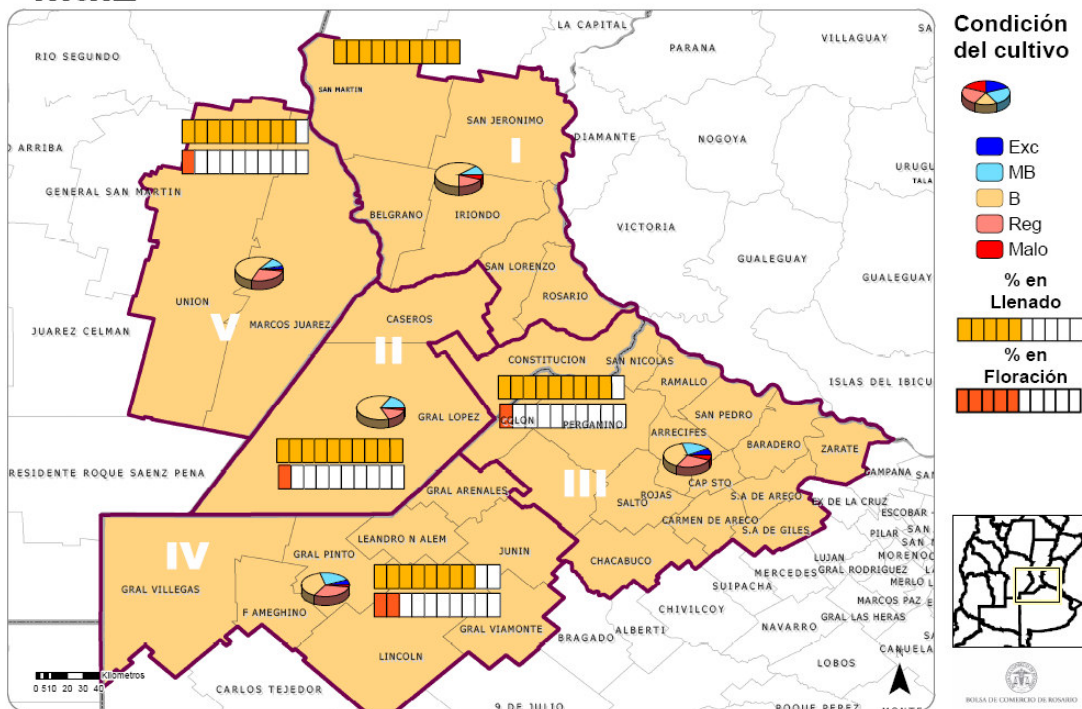 LA CAPITAL
VILLAGUAY
SA
PARANA
RIO SEGUNDO
SAN MARTIN
SAN JERONIMO
DIAMANTE
NOGOYA
I
O ARRIBA
URUGU
TALA
GENERAL SAN MARTIN
BELGRANO
IRIONDO
VICTORIA
GUALEGUAY
SAN LORENZO
GUALEGUAY
ROSARIO
UNION
MARCOS JUAREZ
CASEROS
JUAREZ CELMAN
V
II
CONSTITUCION
SAN NICOLAS
RAMALLO
ISLAS DEL IBICU
GRAL LOPEZ
COLON
PERGAMINO
SAN PEDRO
ARRECIFES
BARADERO
ZARATE
RESIDENTE ROQUE SAENZ PENA
CAMPANA
SAN
III
CAP STO
ROJAS
SALTO
S.A DE ARECO
EX DE LA CRUZ
GRAL ARENALES
ESCOBAR
CARMEN DE ARECO
S.A DE GILES
PILAR
SAN
IV
LEANDRO N ALEM
GRAL PINTO
JUNIN
CHACABUCO
LUJAN
MORENO
MERCEDES
GRAL RODRIGUEZ
MERLO
GRAL VILLEGAS
SUIPACHA
MARCOS PAZ
F AMEGHINO
CHIVILCOY
GRAL LAS HERAS
GRAL VIAMONTE
ALBERTI
NAVARRO
BRAGADO
CANUELA
LINCOLN
LOBOS
Kilometros
0 5 10 20 30 40
CARLOS TEJEDOR
9 DE JULIO
ROQUE PEREZ
MONTE
Condición
del cultivo
Exc
MB
B
Reg
Malo
% en
Llenado
% en
Floración
BOLSA DE COMERCIO DE ROSARIO